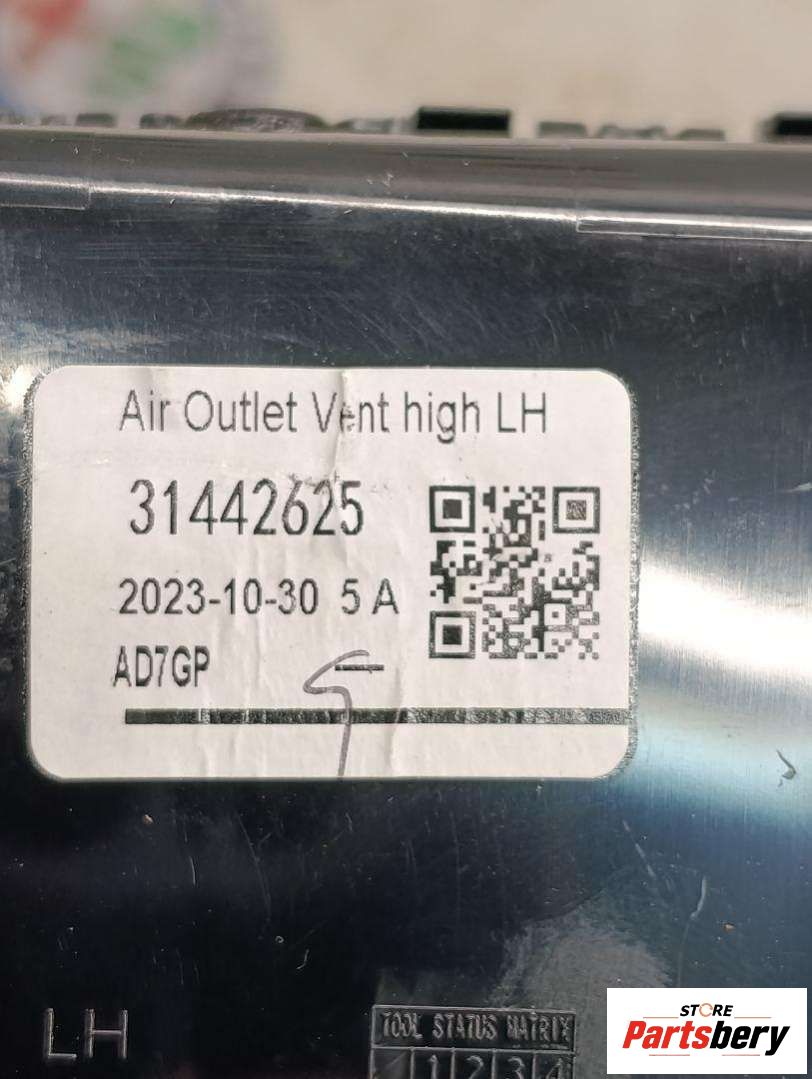 Air Outlet Vent high LH
31442625
2023-10-30 5 A
AD7GP
LH
TOOL STATUS MATRIX
1 2 3 4
STORE
Partsbery